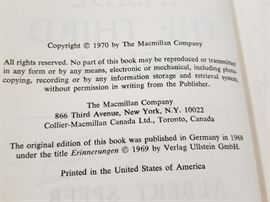 Copyright © 1970 by The Macmillan Company
All rights reserved. No part of this book may be reproduced or transmitted
in any form or by any means, electronic or mechanical, including photo-
copying, recording or by any information storage and retrieval system,
without permission in writing from the Publisher.
The Macmillan Company
866 Third Avenue, New York, N.Y. 10022
Collier-Macmillan Canada Ltd., Toronto, Canada
The original edition of this book was published in Germany in 1969
under the title Erinnerungen © 1969 by Verlag Ullstein GmbH.
Printed in the United States of America